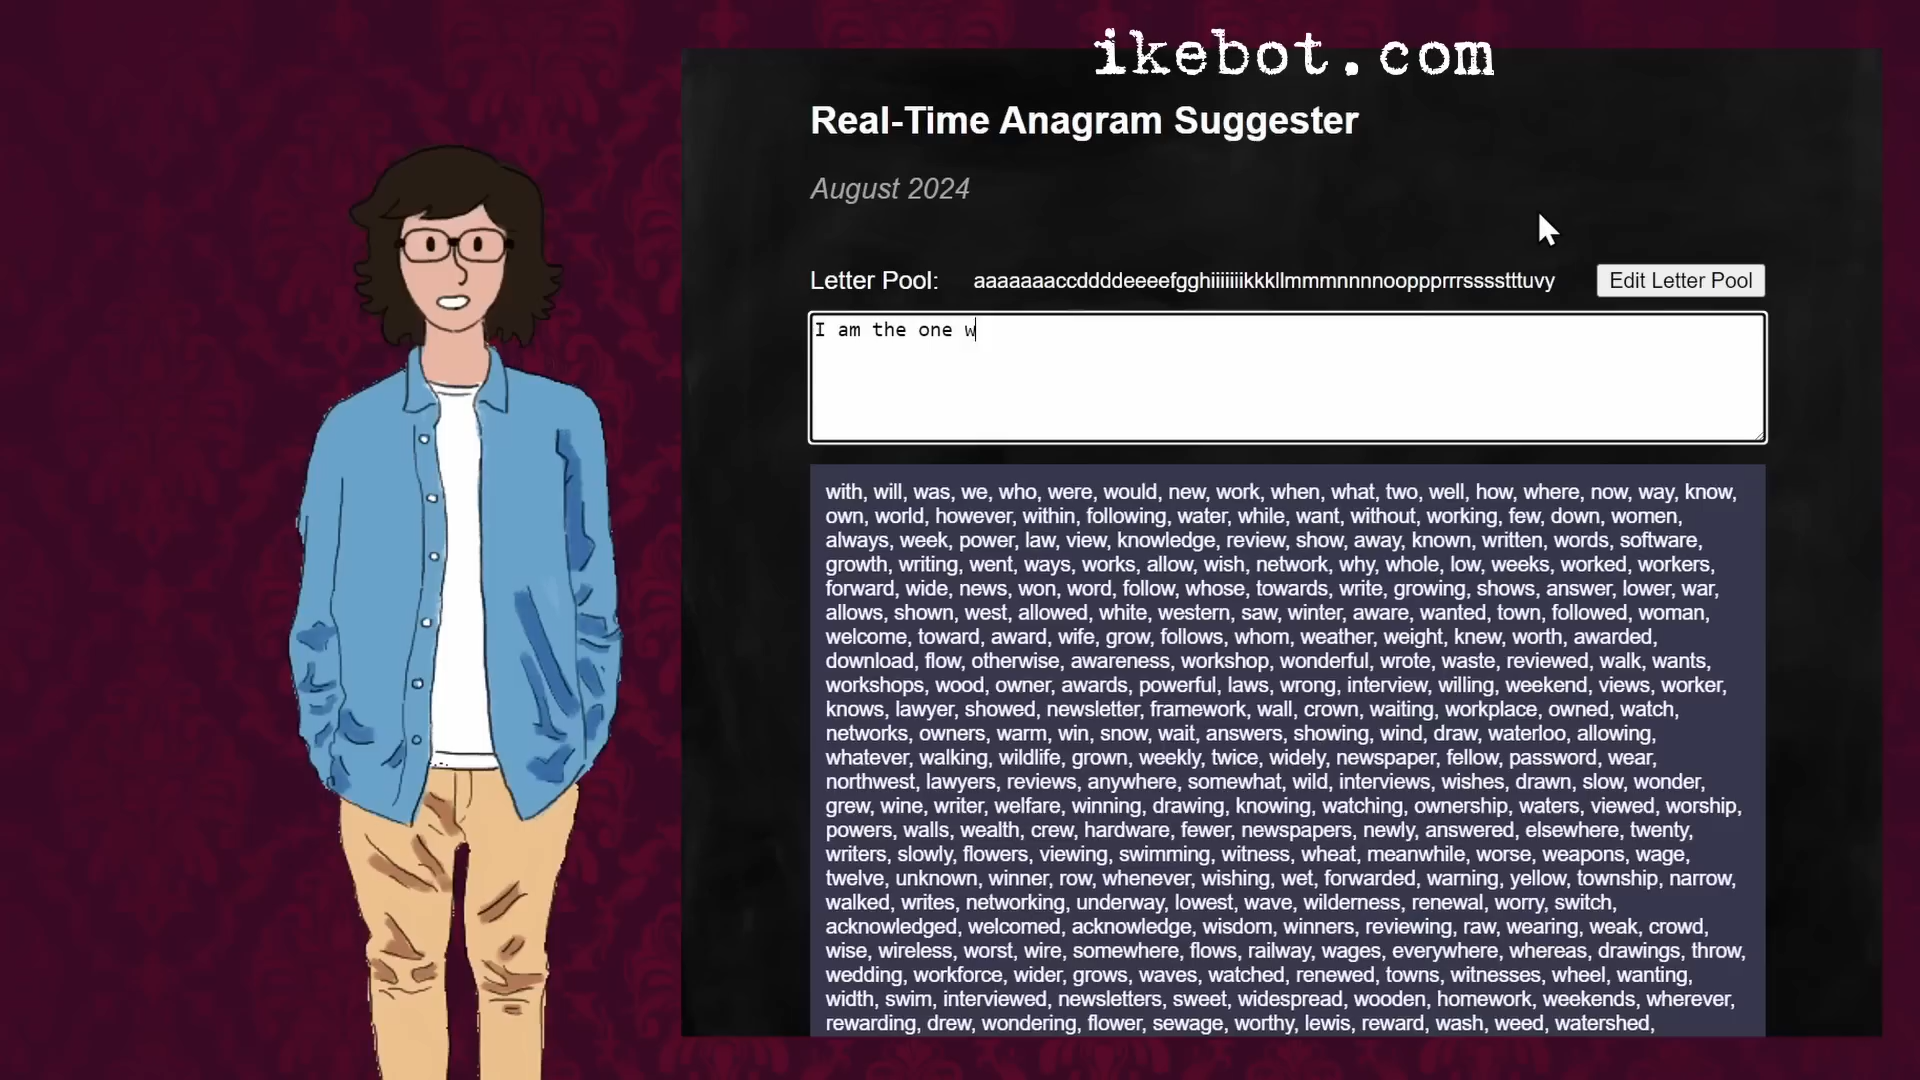 ikebot.com
Real-Time Anagram Suggester
August 2024
Letter Pool: aaaaaaaccddddeeeefgghiiiiiiikkkllmmmnnnnooppprrrsssstttuvy Edit Letter Pool
I am the one w
with, will, was, we, who, were, would, new, work, when, what, two, well, how, where, now, way, know,
own, world, however, within, following, water, while, want, without, working, few, down, women,
always, week, power, law, view, knowledge, review, show, away, known, written, words, software,
growth, writing, went, ways, works, allow, wish, network, why, whole, low, weeks, worked, workers,
forward, wide, news, won, word, follow, whose, towards, write, growing, shows, answer, lower, war,
allows, shown, west, allowed, white, western, saw, winter, aware, wanted, town, followed, woman,
welcome, toward, award, wife, grow, follows, whom, weather, weight, knew, worth, awarded,
download, flow, otherwise, awareness, workshop, wonderful, wrote, waste, reviewed, walk, wants,
workshops, wood, owner, awards, powerful, laws, wrong, interview, willing, weekend, views, worker,
knows, lawyer, showed, newsletter, framework, wall, crown, waiting, workplace, owned, watch,
networks, owners, warm, win, snow, wait, answers, showing, wind, draw, waterloo, allowing,
whatever, walking, wildlife, grown, weekly, twice, widely, newspaper, fellow, password, wear,
northwest, lawyers, reviews, anywhere, somewhat, wild, interviews, wishes, drawn, slow, wonder,
grew, wine, writer, welfare, winning, drawing, knowing, watching, ownership, waters, viewed, worship,
powers, walls, wealth, crew, hardware, fewer, newspapers, newly, answered, elsewhere, twenty,
writers, slowly, flowers, viewing, swimming, witness, wheat, meanwhile, worse, weapons, wage,
twelve, unknown, winner, row, whenever, wishing, wet, forwarded, warning, yellow, township, narrow,
walked, writes, networking, underway, lowest, wave, wilderness, renewal, worry, switch,
acknowledged, welcomed, acknowledge, wisdom, winners, reviewing, raw, wearing, weak, crowd,
wise, wireless, worst, wire, somewhere, flows, railway, wages, everywhere, whereas, drawings, throw,
wedding, workforce, wider, grows, waves, watched, renewed, towns, witnesses, wheel, wanting,
width, swim, interviewed, newsletters, sweet, widespread, wooden, homework, weekends, wherever,
rewarding, drew, wondering, flower, sewage, worthy, lewis, reward, wash, weed, watershed,